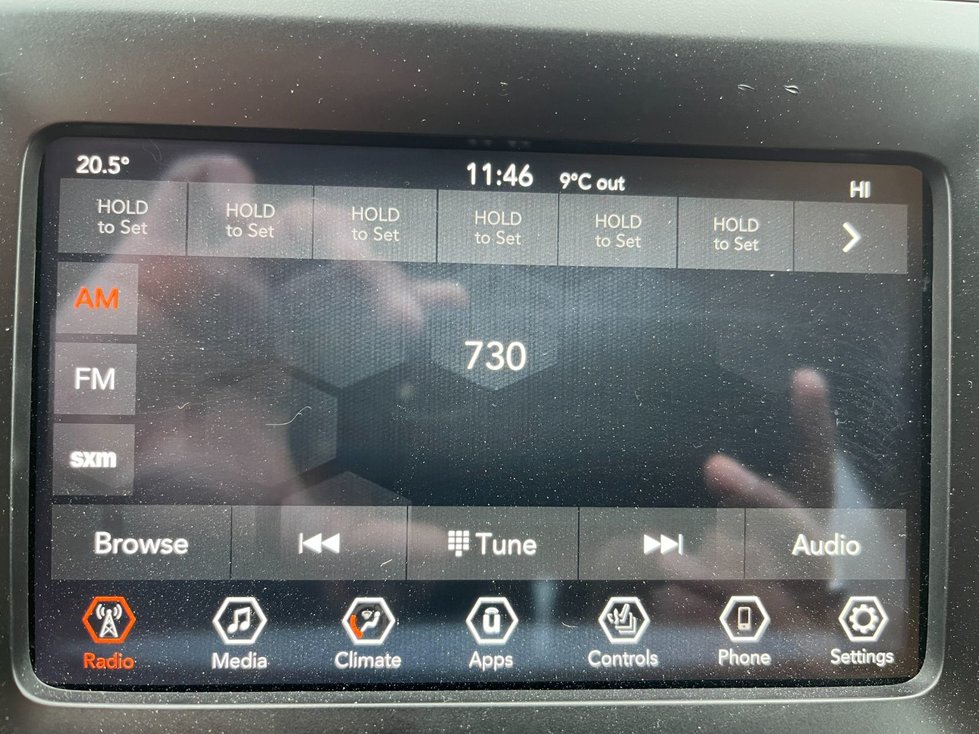 20.5° 11:46 9°C out HI
HOLD to Set
HOLD to Set
HOLD to Set
HOLD to Set
HOLD to Set
HOLD to Set
AM
730
FM
sxm
Browse Tune Audio
Radio Media Climate Apps Controls Phone Settings